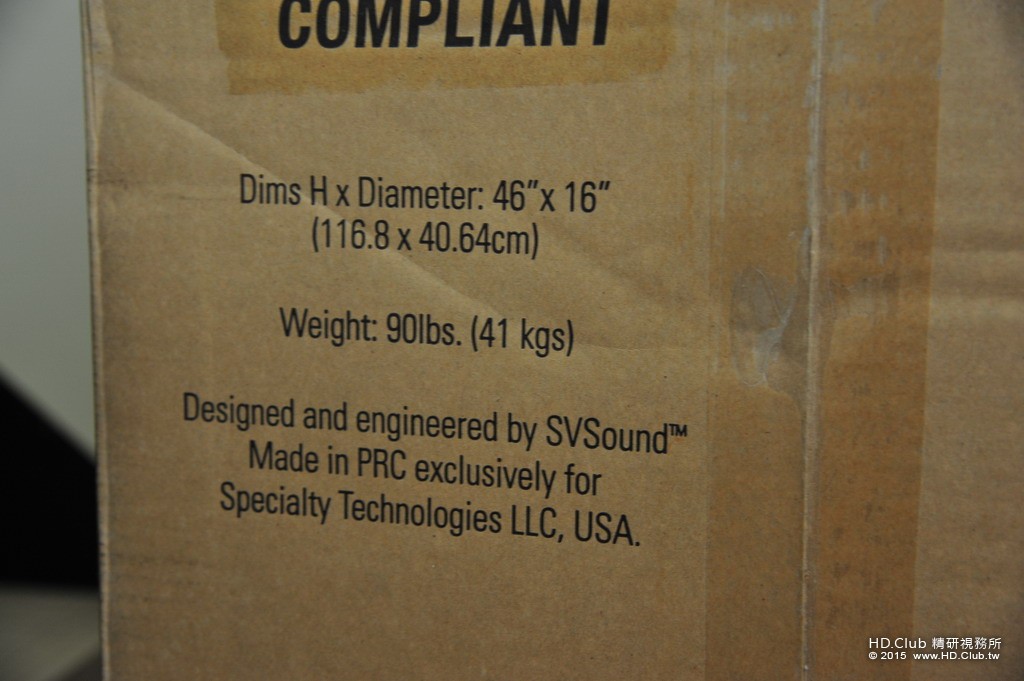 COMPLIANT
Dims H x Diameter: 46”x 16”
(116.8 x 40.64cm)
Weight: 90lbs. (41 kgs)
Designed and engineered by SVSound™
Made in PRC exclusively for
Specialty Technologies LLC, USA.
HD.Club 精研視務所
© 2015 www.HD.Club.tw